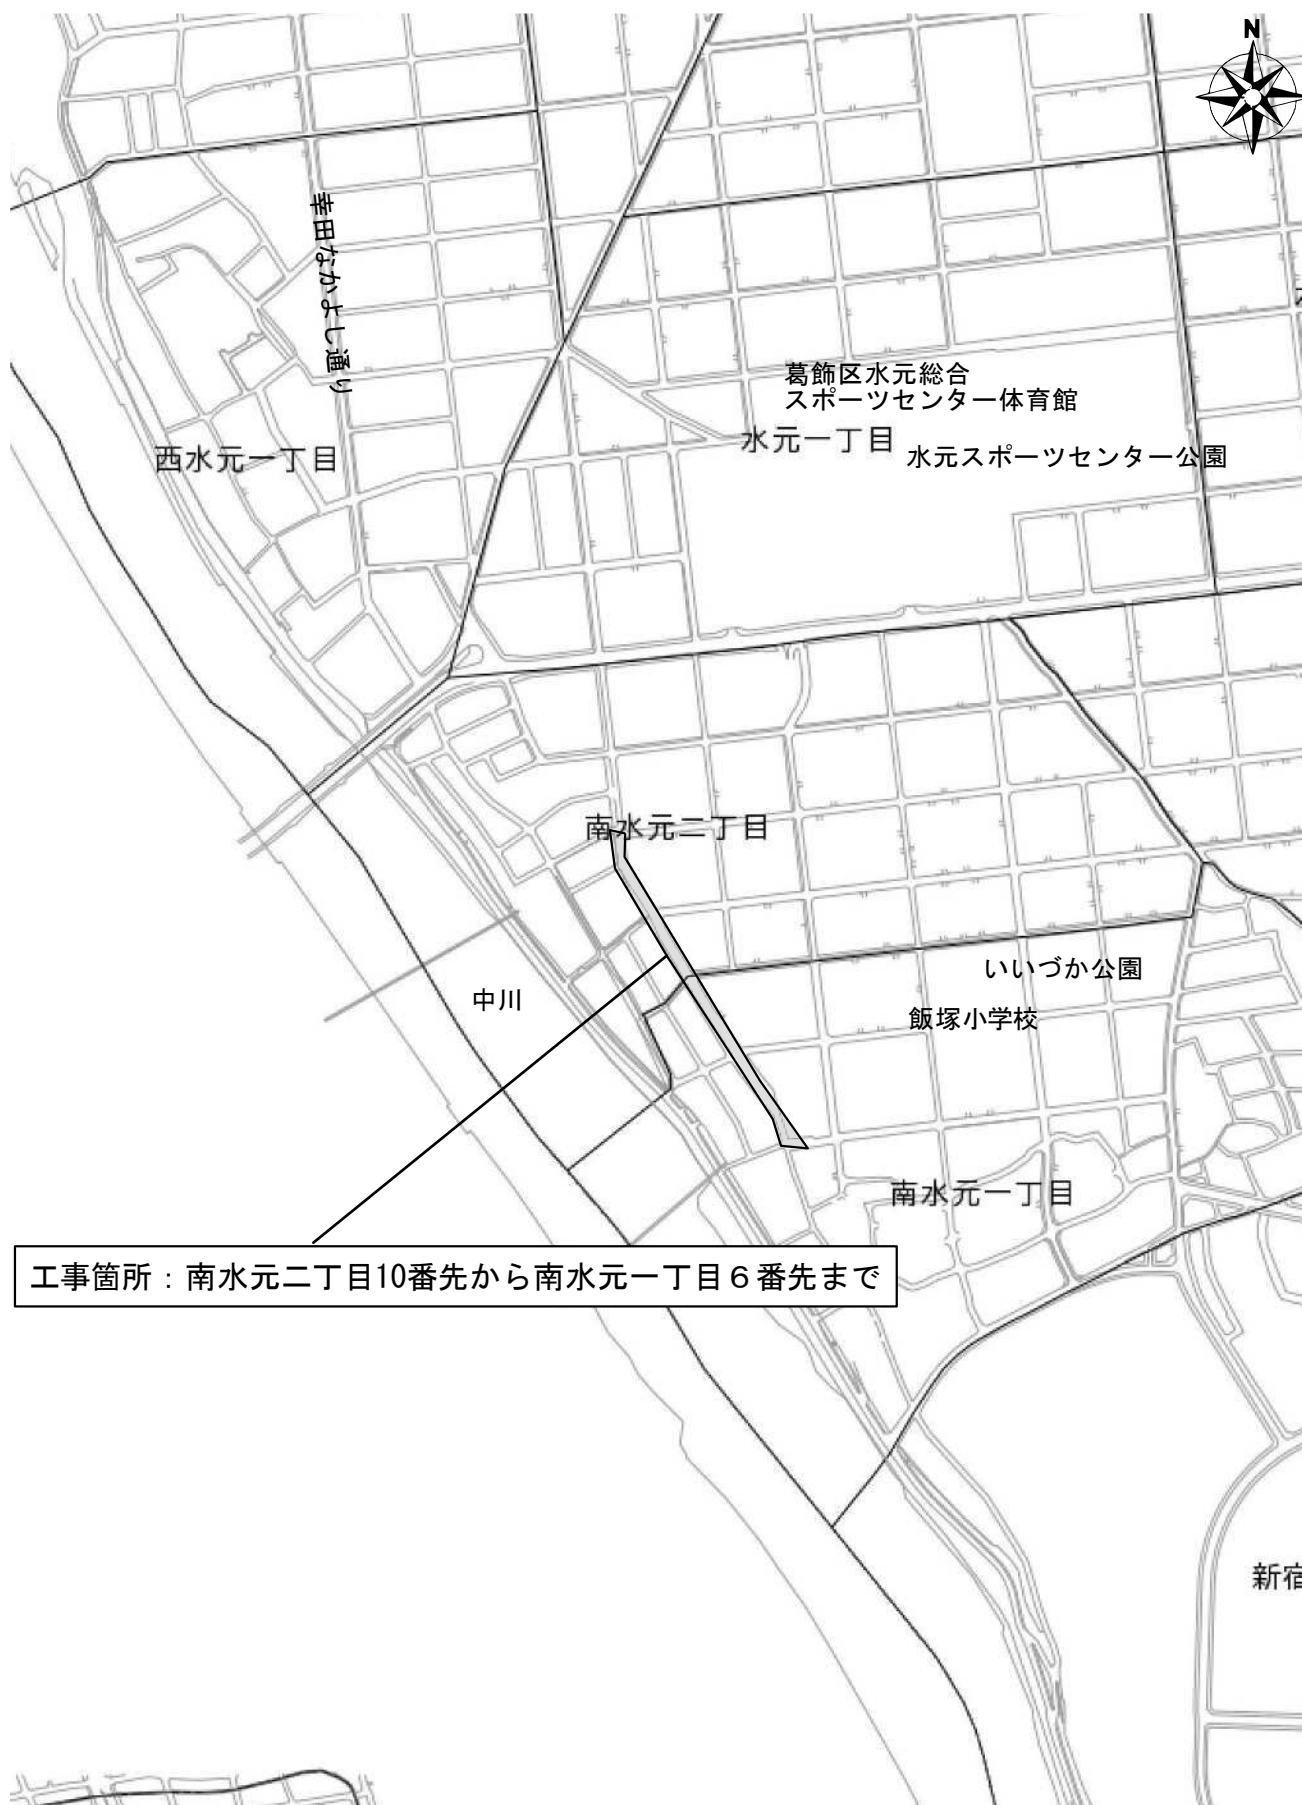 N
幸田なかよし通り
葛飾区水元総合
スポーツセンター体育館
水元一丁目
水元スポーツセンター公園
西水元一丁目
南水元二丁目
いいづか公園
中川
飯塚小学校
南水元一丁目
工事箇所：南水元二丁目10番先から南水元一丁目６番先まで
新宿